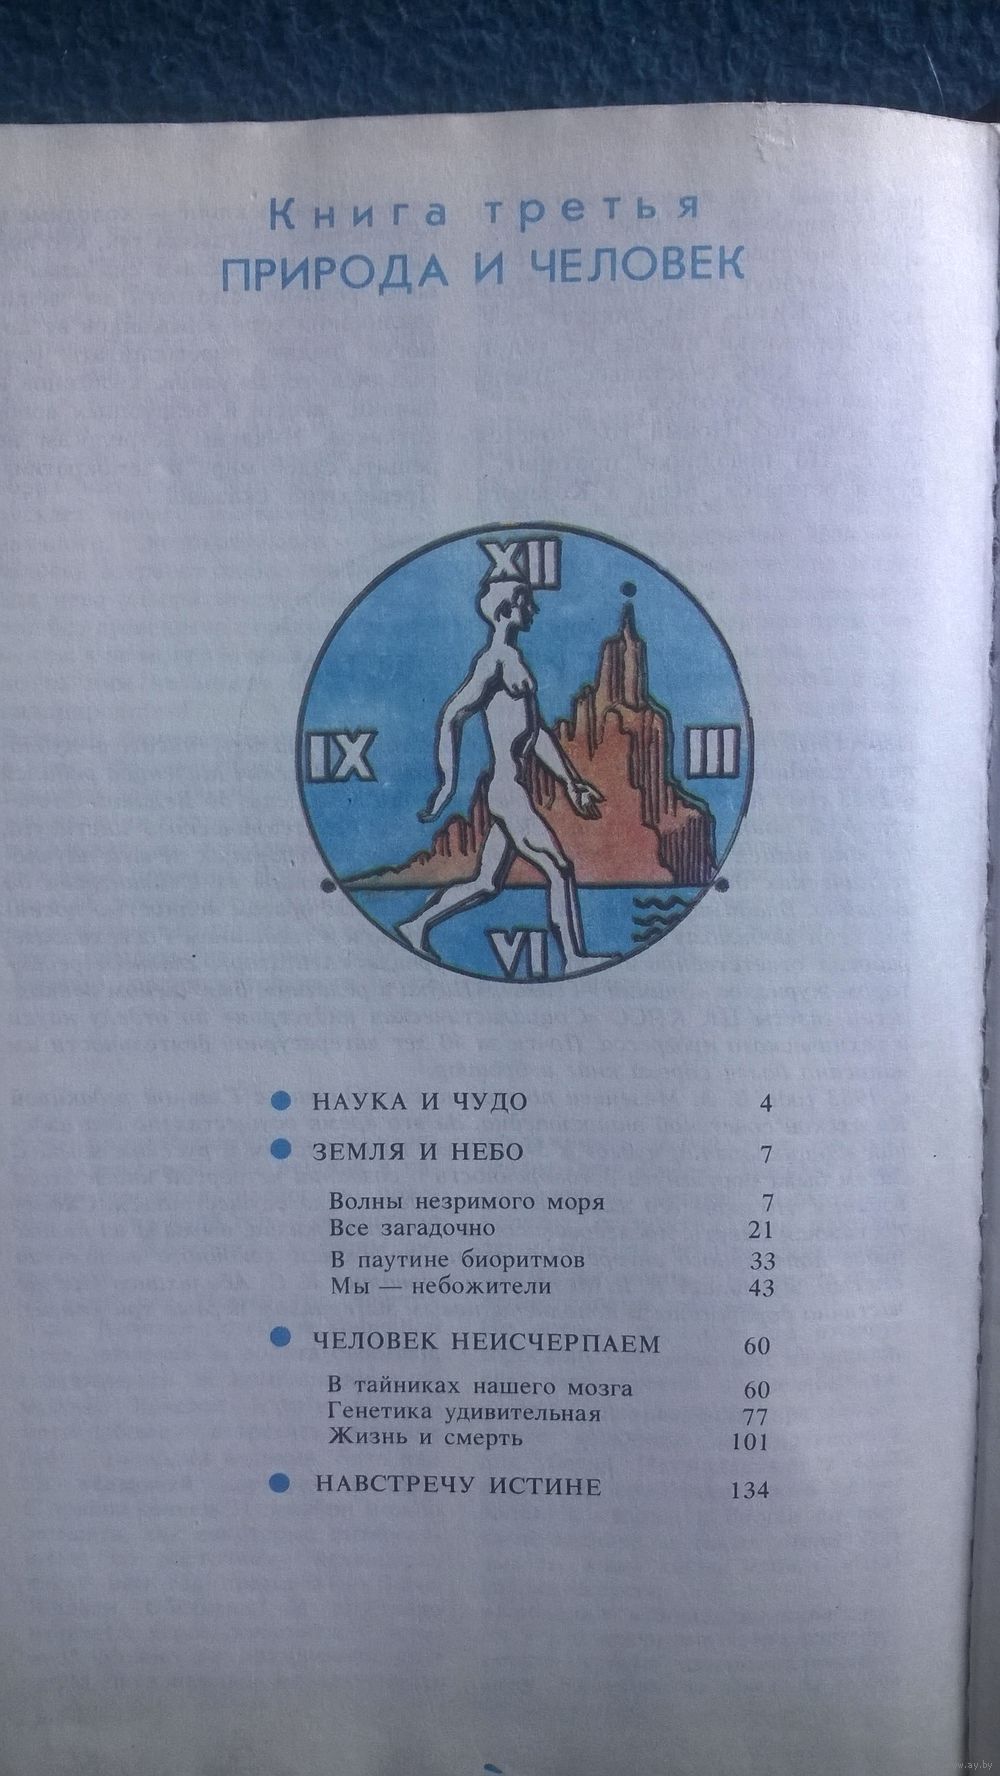 Книга третья
ПРИРОДА И ЧЕЛОВЕК
XII
IX
III
VI
НАУКА И ЧУДО 4
ЗЕМЛЯ И НЕБО 7
Волны незримого моря 7
Все загадочно 21
В паутине биоритмов 33
Мы — небожители 43
ЧЕЛОВЕК НЕИСЧЕРПАЕМ 60
В тайниках нашего мозга 60
Генетика удивительная 77
Жизнь и смерть 101
НАВСТРЕЧУ ИСТИНЕ 134